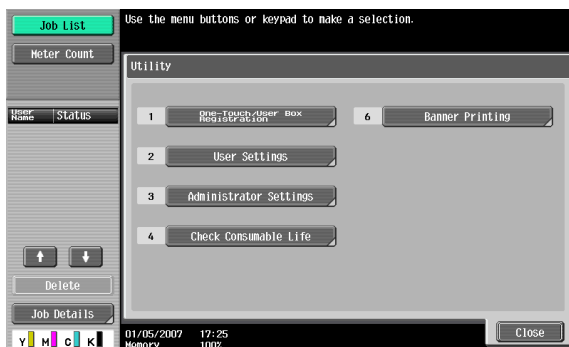 Job List
Use the menu buttons or keypad to make a selection.
Meter Count
Utility
User Name
Status
1 One-Touch/User Box Registration
6 Banner Printing
2 User Settings
3 Administrator Settings
4 Check Consumable Life
Delete
Job Details
Y M C K
01/05/2007 17:25
Memory 100%
Close